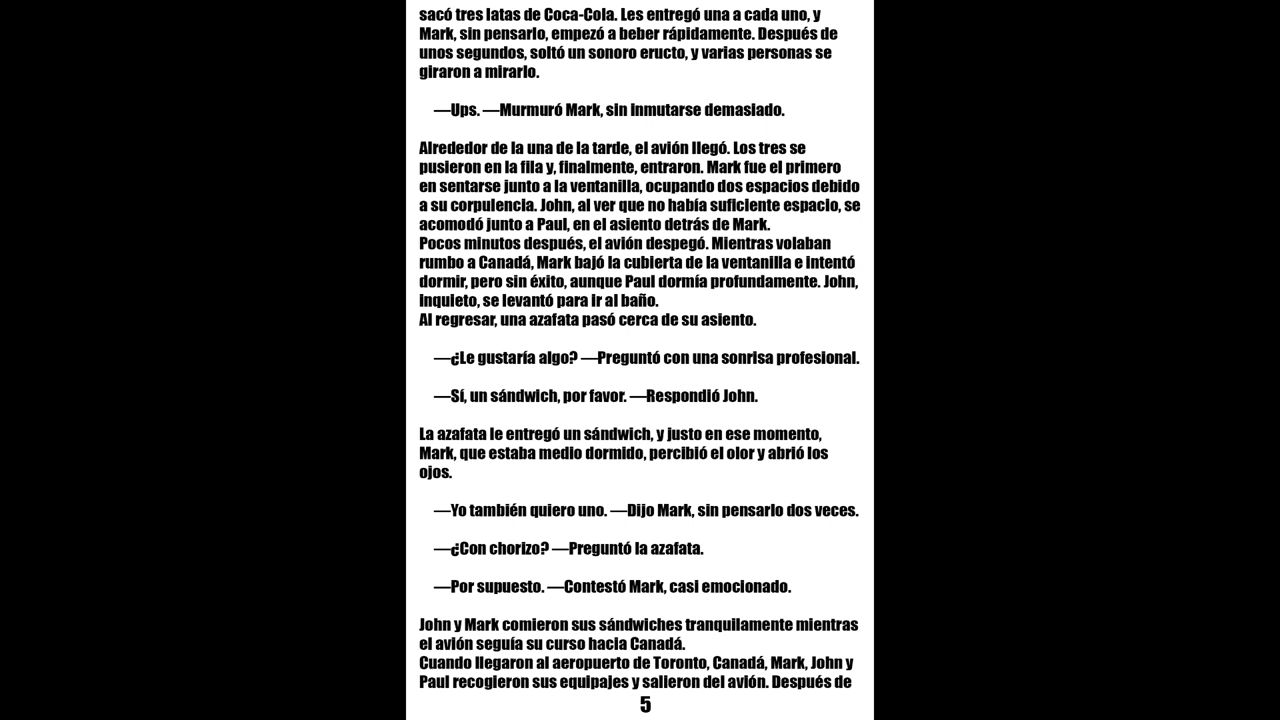 sacó tres latas de Coca-Cola. Les entregó una a cada uno, y
Mark, sin pensarlo, empezó a beber rápidamente. Después de
unos segundos, soltó un sonoro eructo, y varias personas se
giraron a mirarlo.
—Ups. —Murmuró Mark, sin inmutarse demasiado.
Alrededor de la una de la tarde, el avión llegó. Los tres se
pusieron en la fila y, finalmente, entraron. Mark fue el primero
en sentarse junto a la ventanilla, ocupando dos espacios debido
a su corpulencia. John, al ver que no había suficiente espacio, se
acomodó junto a Paul, en el asiento detrás de Mark.
Pocos minutos después, el avión despegó. Mientras volaban
rumbo a Canadá, Mark bajó la cubierta de la ventanilla e intentó
dormir, pero sin éxito, aunque Paul dormía profundamente. John,
inquieto, se levantó para ir al baño.
Al regresar, una azafata pasó cerca de su asiento.
—¿Le gustaría algo? —Preguntó con una sonrisa profesional.
—Sí, un sándwich, por favor. —Respondió John.
La azafata le entregó un sándwich, y justo en ese momento,
Mark, que estaba medio dormido, percibió el olor y abrió los
ojos.
—Yo también quiero uno. —Dijo Mark, sin pensarlo dos veces.
—¿Con chorizo? —Preguntó la azafata.
—Por supuesto. —Contestó Mark, casi emocionado.
John y Mark comieron sus sándwiches tranquilamente mientras
el avión seguía su curso hacia Canadá.
Cuando llegaron al aeropuerto de Toronto, Canadá, Mark, John y
Paul recogieron sus equipajes y salieron del avión. Después de
5